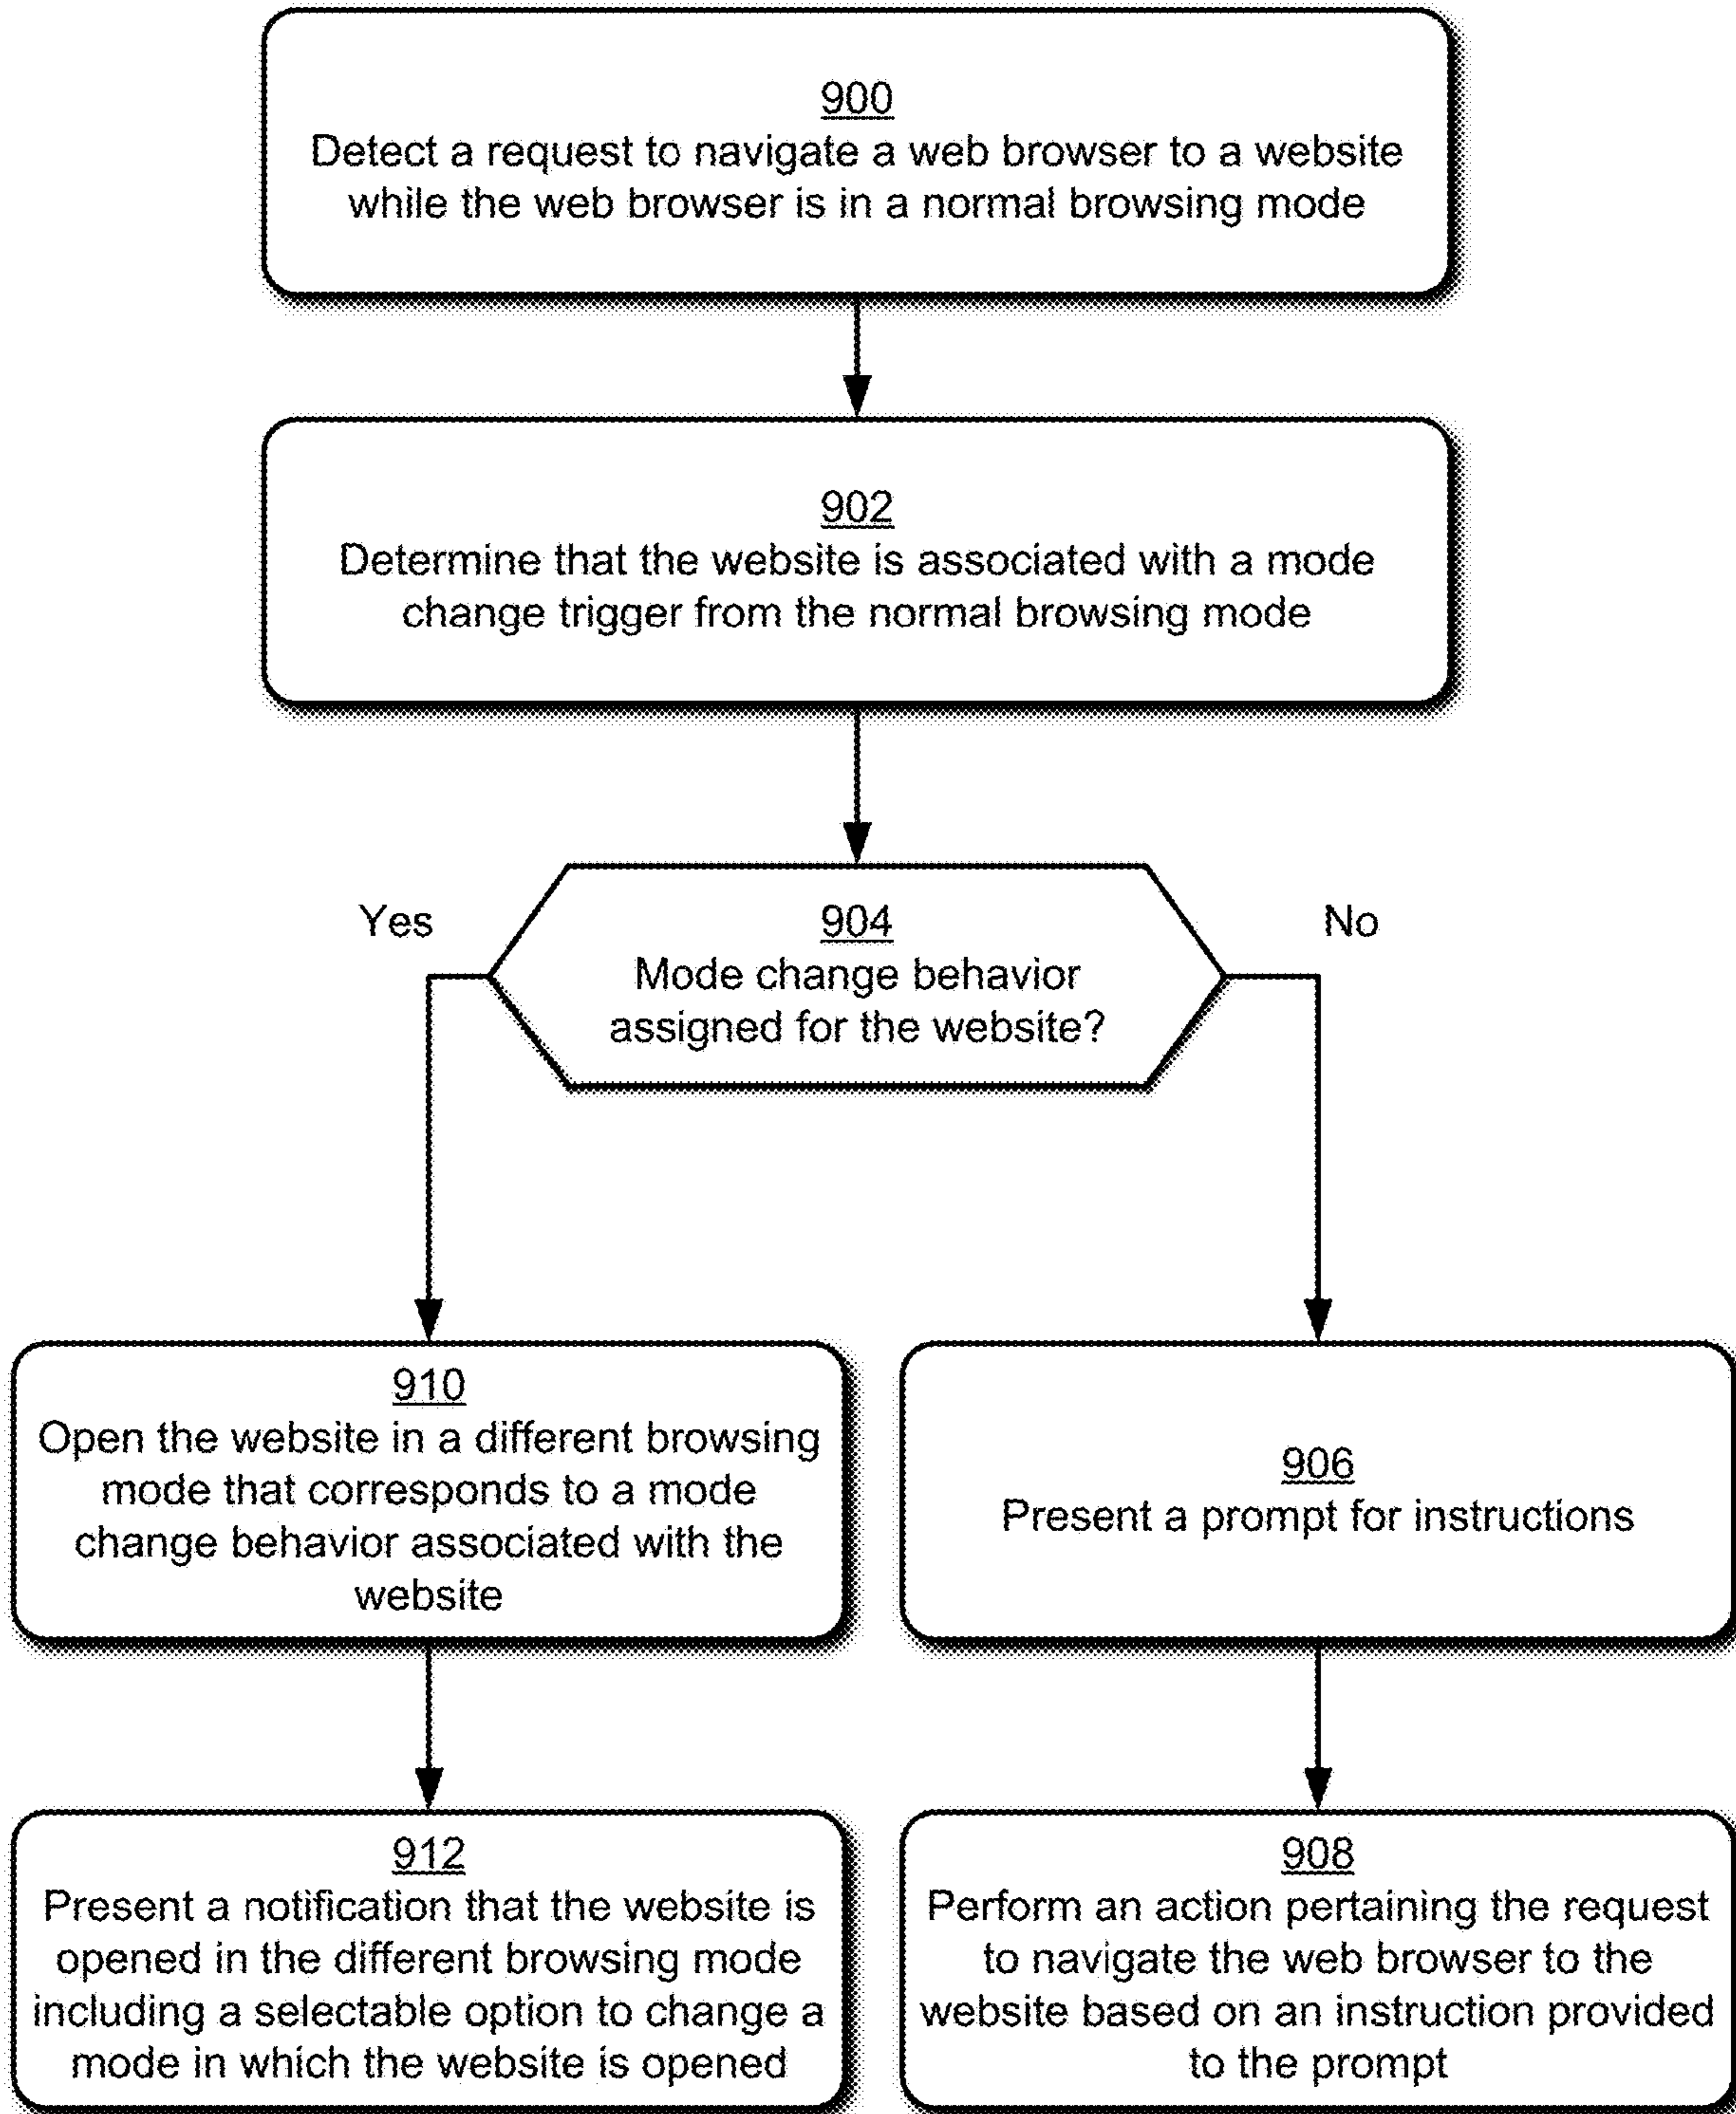 900
Detect a request to navigate a web browser to a website
while the web browser is in a normal browsing mode
902
Determine that the website is associated with a mode
change trigger from the normal browsing mode
Yes
904
No
Mode change behavior
assigned for the website?
910
Open the website in a different browsing
mode that corresponds to a mode
change behavior associated with the
website
906
Present a prompt for instructions
912
Present a notification that the website is
opened in the different browsing mode
including a selectable option to change a
mode in which the website is opened
908
Perform an action pertaining the request
to navigate the web browser to the
website based on an instruction provided
to the prompt